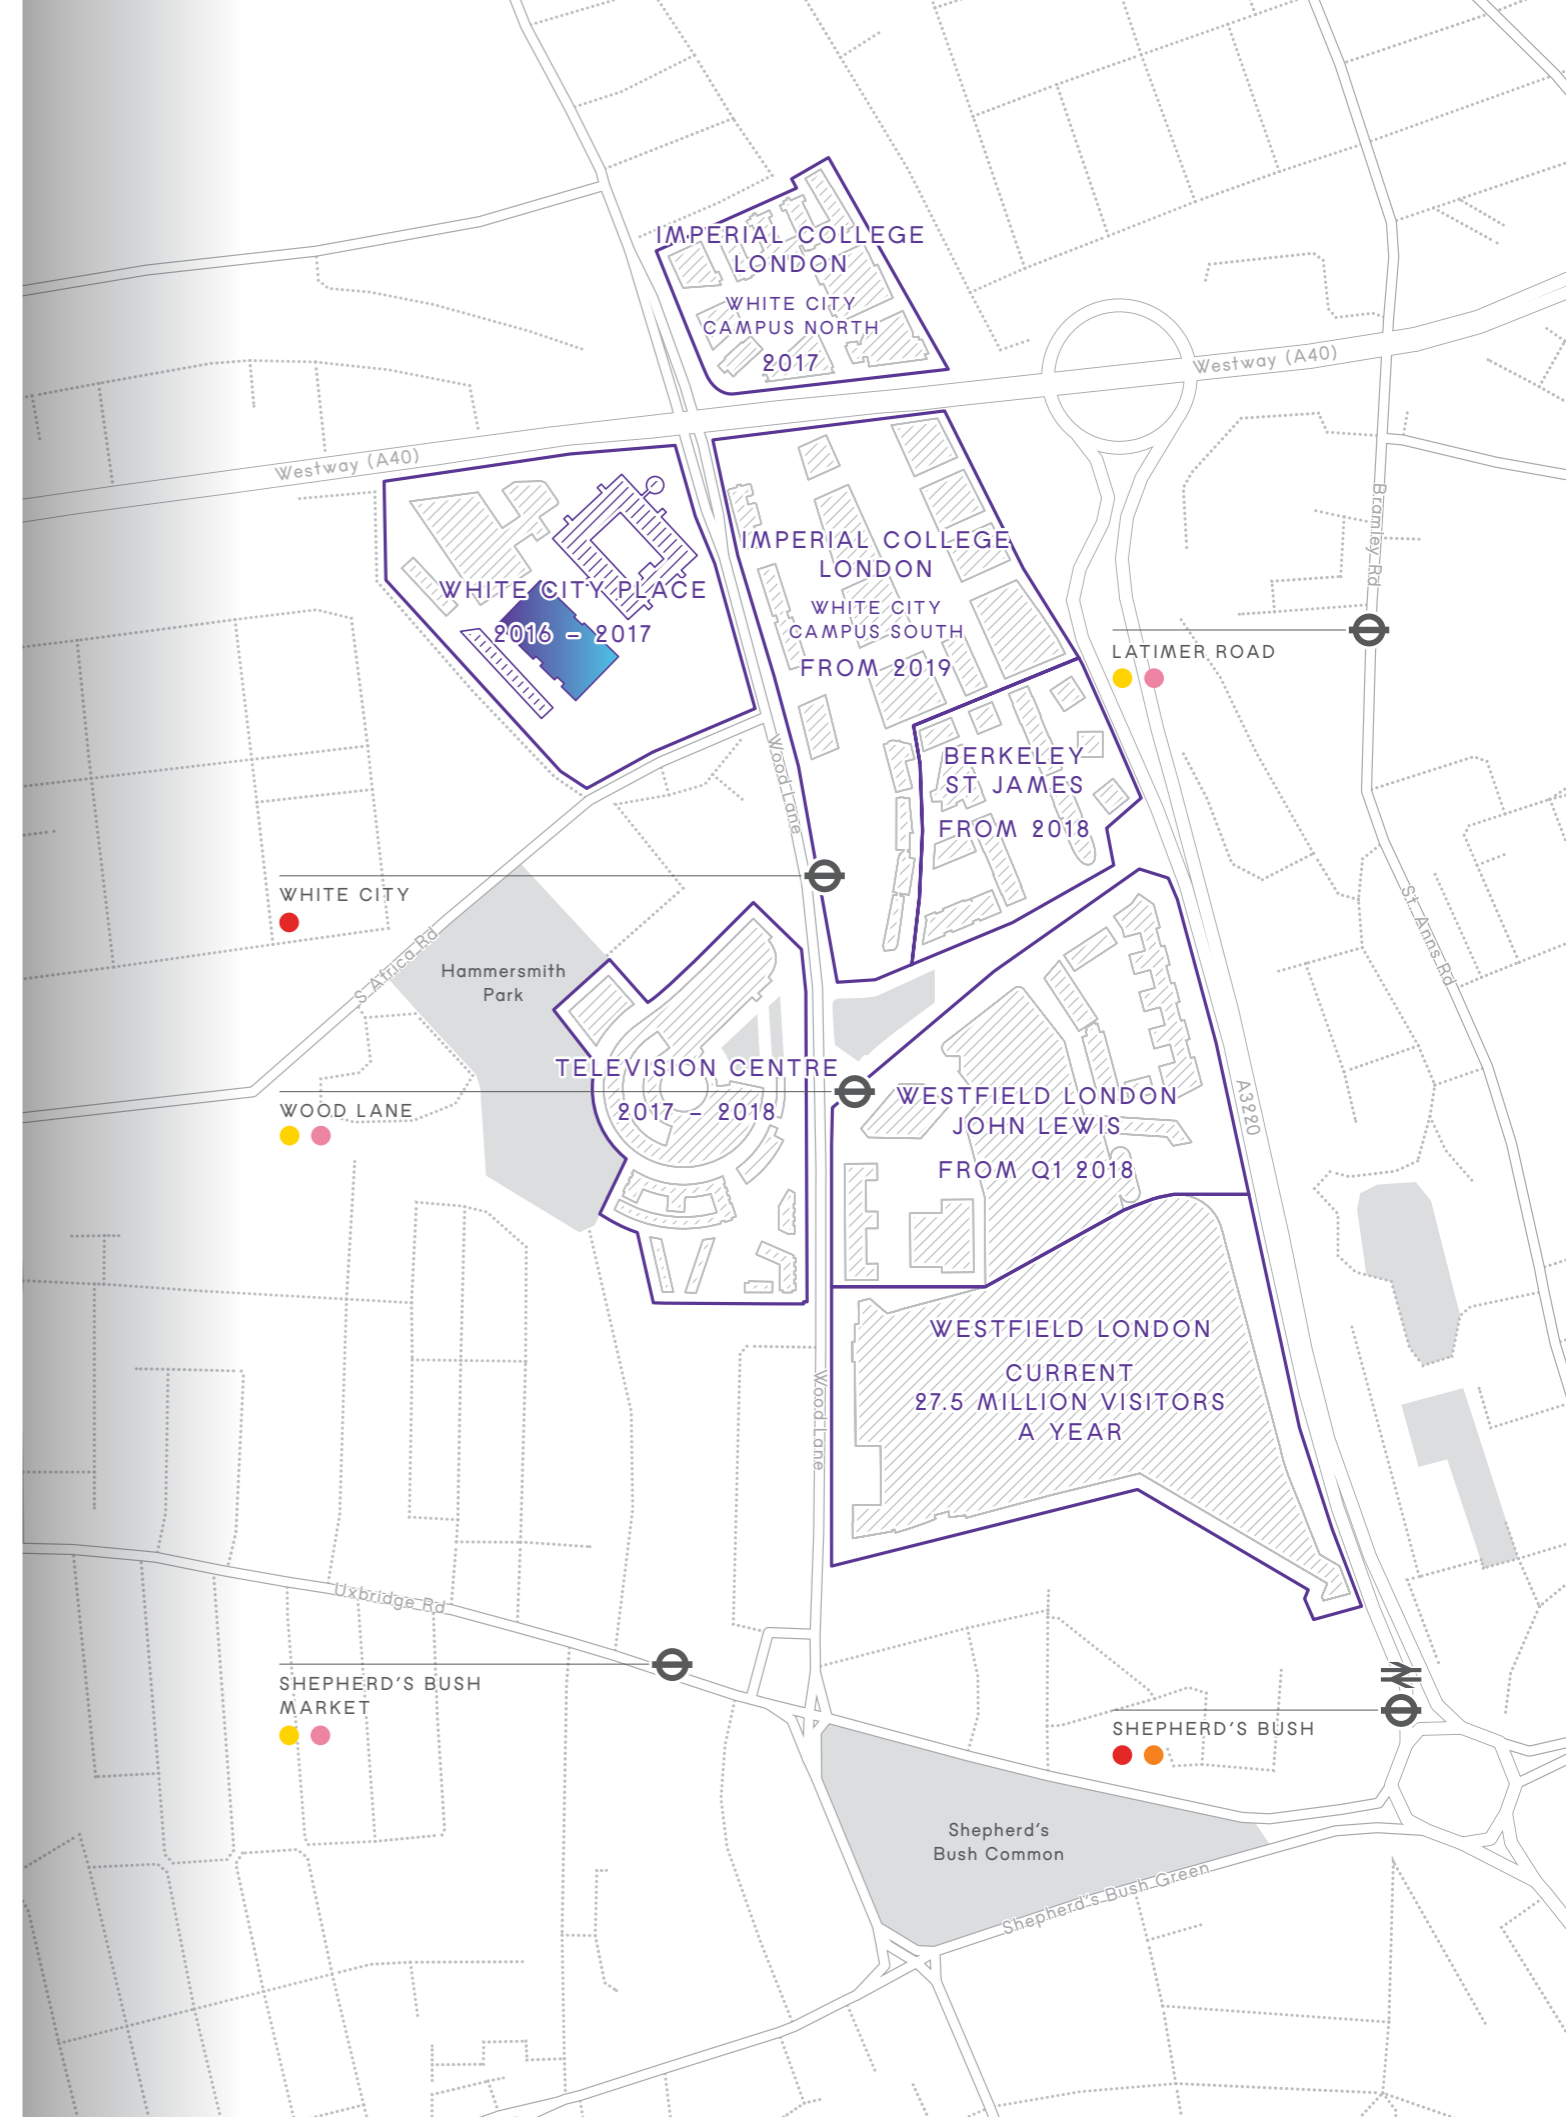 IMPERIAL COLLEGE
LONDON
WHITE CITY
CAMPUS NORTH
2017
Westway (A40)
Westway (A40)
Bramley Rd
WHITE CITY PLACE
2016 – 2017
IMPERIAL COLLEGE
LONDON
WHITE CITY
CAMPUS SOUTH
FROM 2019
LATIMER ROAD
BERKELEY
ST JAMES
FROM 2018
Wood Lane
WHITE CITY
S Africa Rd
Hammersmith
Park
St. Anns Rd
TELEVISION CENTRE
2017 – 2018
WOOD LANE
WESTFIELD LONDON
JOHN LEWIS
FROM Q1 2018
A3220
WESTFIELD LONDON
CURRENT
27.5 MILLION VISITORS
A YEAR
Wood Lane
Uxbridge Rd
SHEPHERD'S BUSH
MARKET
SHEPHERD'S BUSH
Shepherd's
Bush Common
Shepherd's Bush Green